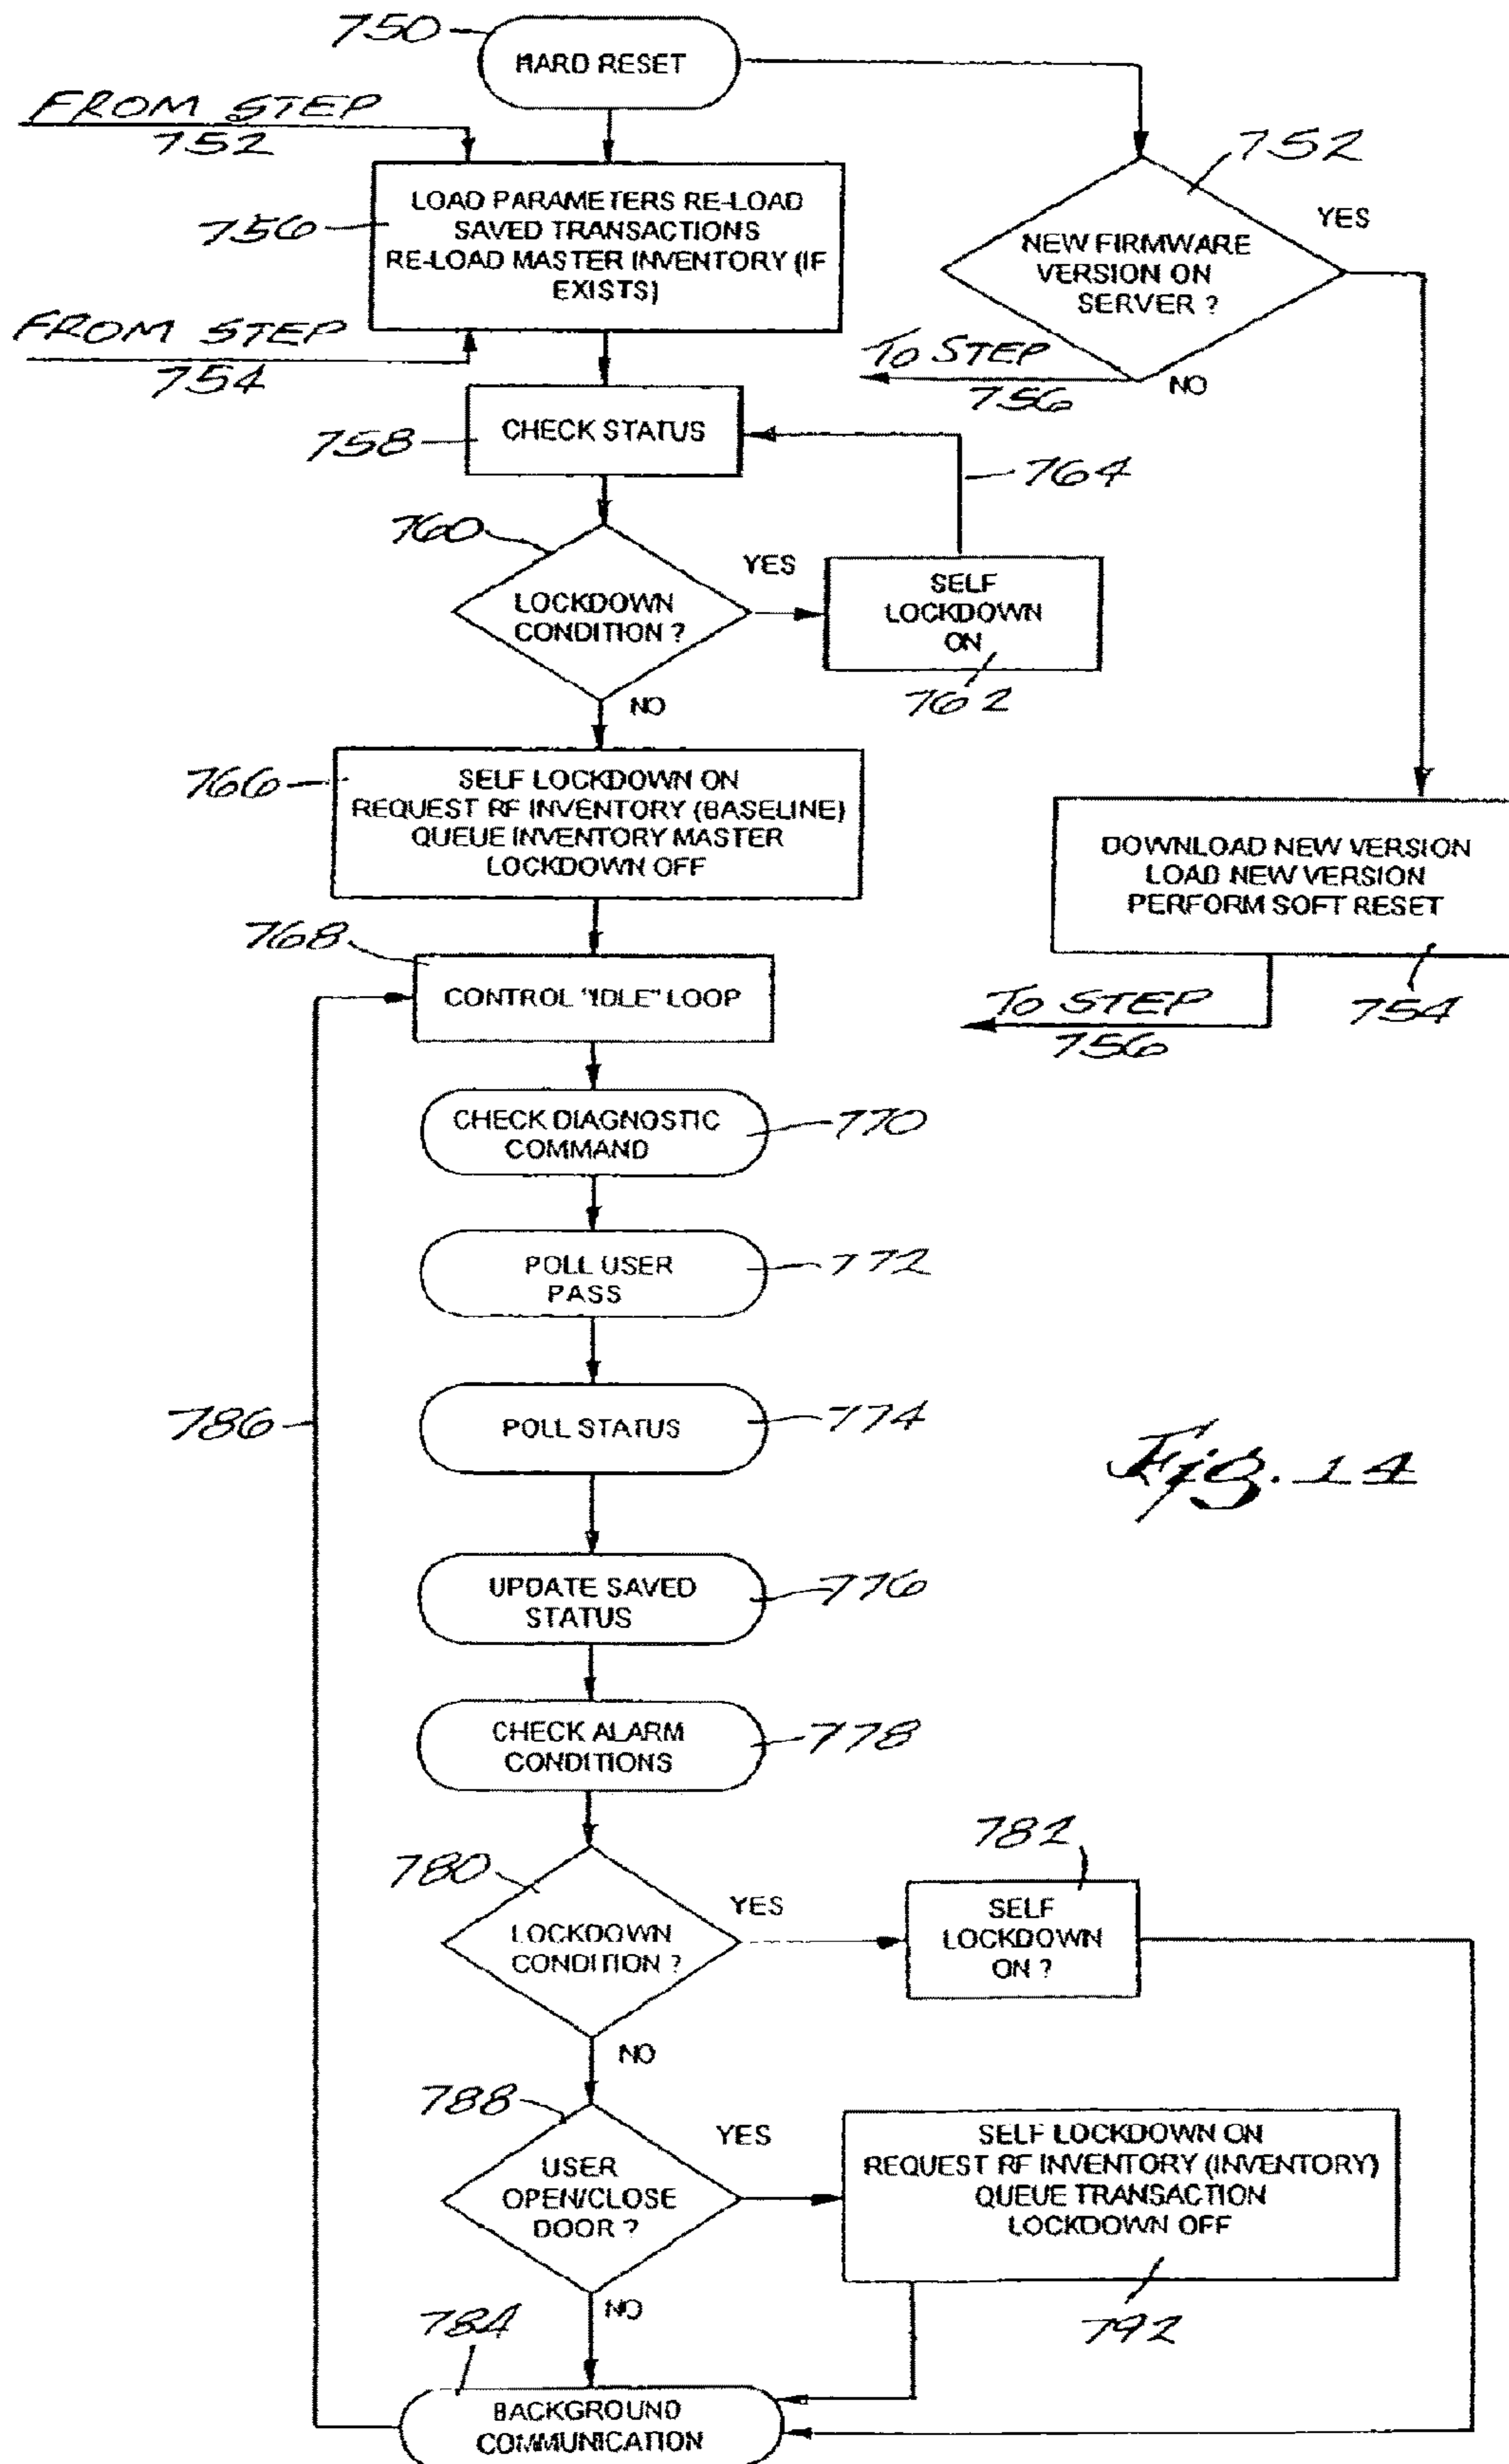 750
HARD RESET
FROM STEP
752
752
LOAD PARAMETERS RE-LOAD
SAVED TRANSACTIONS
RE-LOAD MASTER INVENTORY (IF
EXISTS)
756
YES
NEW FIRMWARE
VERSION ON
SERVER ?
FROM STEP
754
TO STEP
756
NO
CHECK STATUS
758
764
760
YES
LOCKDOWN
CONDITION ?
SELF
LOCKDOWN
ON
762
NO
766
SELF LOCKDOWN ON
REQUEST RF INVENTORY (BASELINE)
QUEUE INVENTORY MASTER
LOCKDOWN OFF
DOWNLOAD NEW VERSION
LOAD NEW VERSION
PERFORM SOFT RESET
754
768
CONTROL "IDLE" LOOP
TO STEP
756
CHECK DIAGNOSTIC
COMMAND
770
POLL USER
PASS
772
786
POLL STATUS
774
Fig. 14
UPDATE SAVED
STATUS
776
CHECK ALARM
CONDITIONS
778
780
782
YES
LOCKDOWN
CONDITION ?
SELF
LOCKDOWN
ON ?
NO
788
YES
USER
OPEN/CLOSE
DOOR ?
SELF LOCKDOWN ON
REQUEST RF INVENTORY (INVENTORY)
QUEUE TRANSACTION
LOCKDOWN OFF
NO
792
784
BACKGROUND
COMMUNICATION